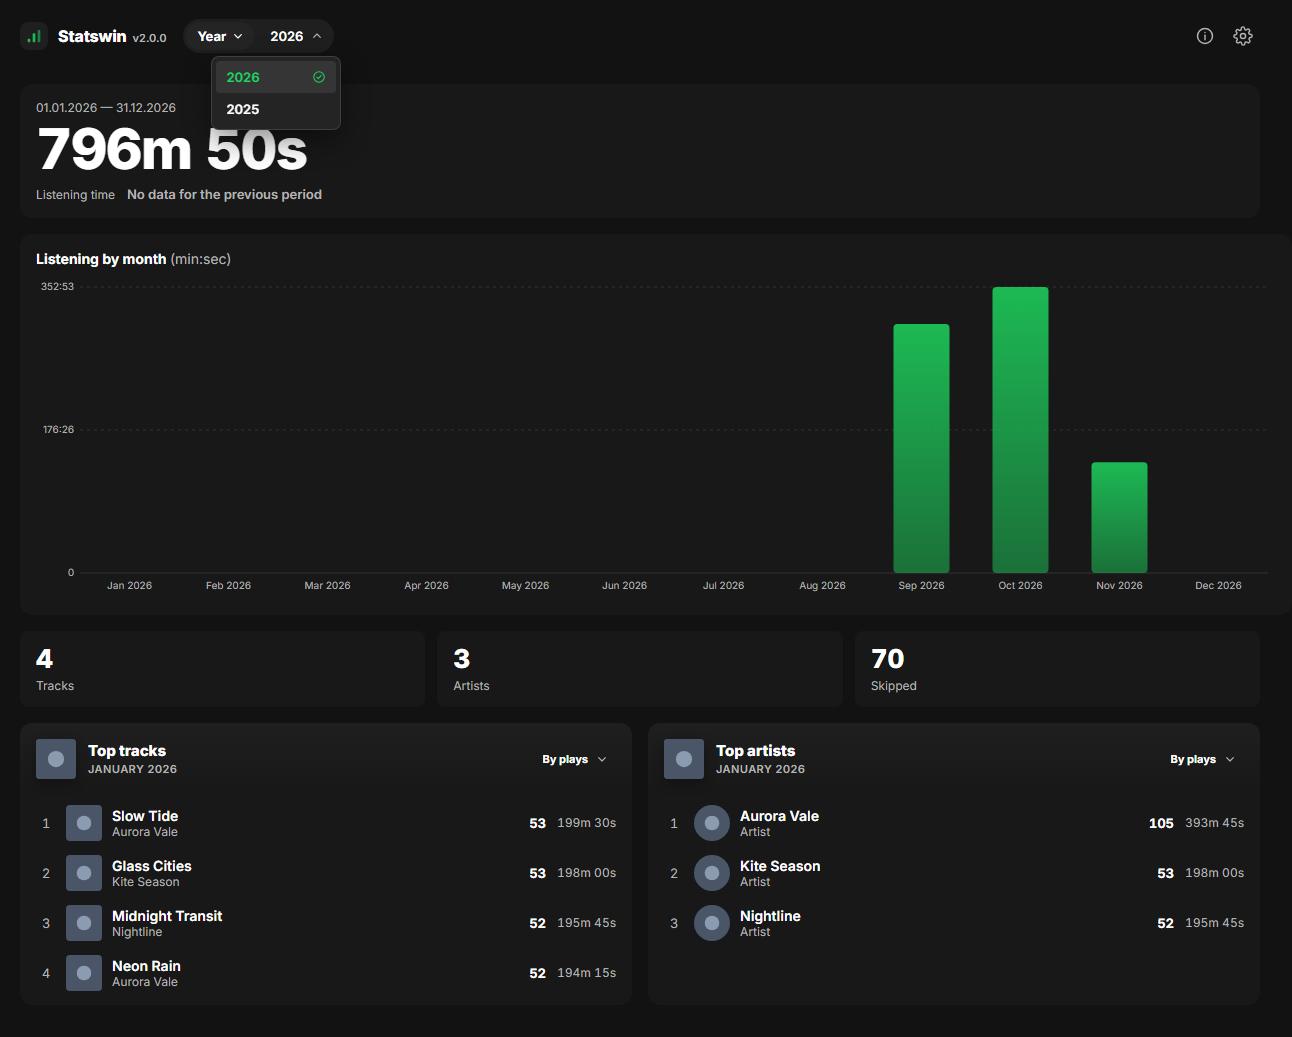 Statswin v2.0.0
Year
2026
2026
2025
01.01.2026 — 31.12.2026
796m 50s
Listening time No data for the previous period
Listening by month (min:sec)
352:53
176:26
0
Jan 2026
Feb 2026
Mar 2026
Apr 2026
May 2026
Jun 2026
Jul 2026
Aug 2026
Sep 2026
Oct 2026
Nov 2026
Dec 2026
4
Tracks
3
Artists
70
Skipped
Top tracks
JANUARY 2026
By plays
1 Slow Tide 53 199m 30s
Aurora Vale
2 Glass Cities 53 198m 00s
Kite Season
3 Midnight Transit 52 195m 45s
Nightline
4 Neon Rain 52 194m 15s
Aurora Vale
Top artists
JANUARY 2026
By plays
1 Aurora Vale 105 393m 45s
Artist
2 Kite Season 53 198m 00s
Artist
3 Nightline 52 195m 45s
Artist